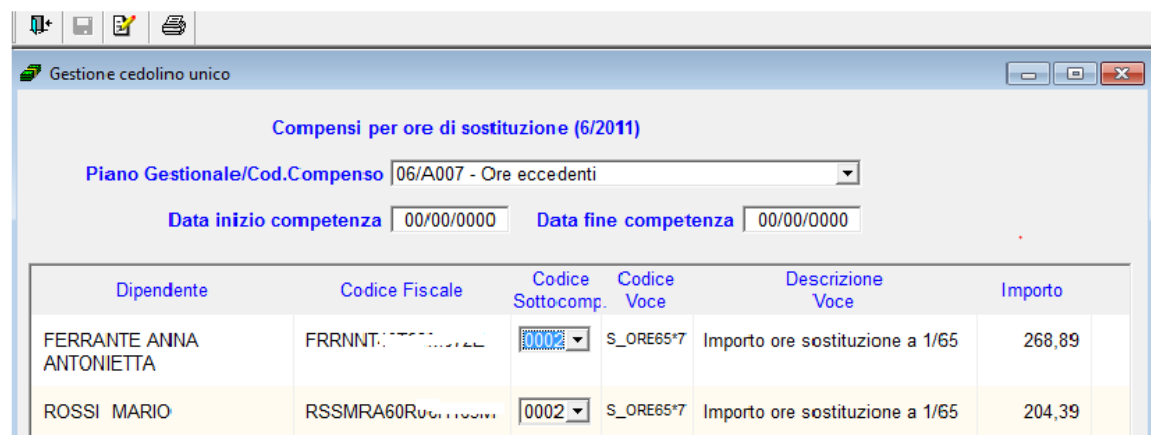 Gestione cedolino unico
Compensi per ore di sostituzione (6/2011)
Piano Gestionale/Cod.Compenso 06/A007 - Ore eccedenti
Data inizio competenza 00/00/0000 Data fine competenza 00/00/0000
Dipendente Codice Fiscale Codice Sottocomp. Codice Voce Descrizione Voce Importo
FERRANTE ANNA 0002 S_ORE65*7 Importo ore sostituzione a 1/65 268,89
ANTONIETTA
ROSSI MARIO 0002 S_ORE65*7 Importo ore sostituzione a 1/65 204,39